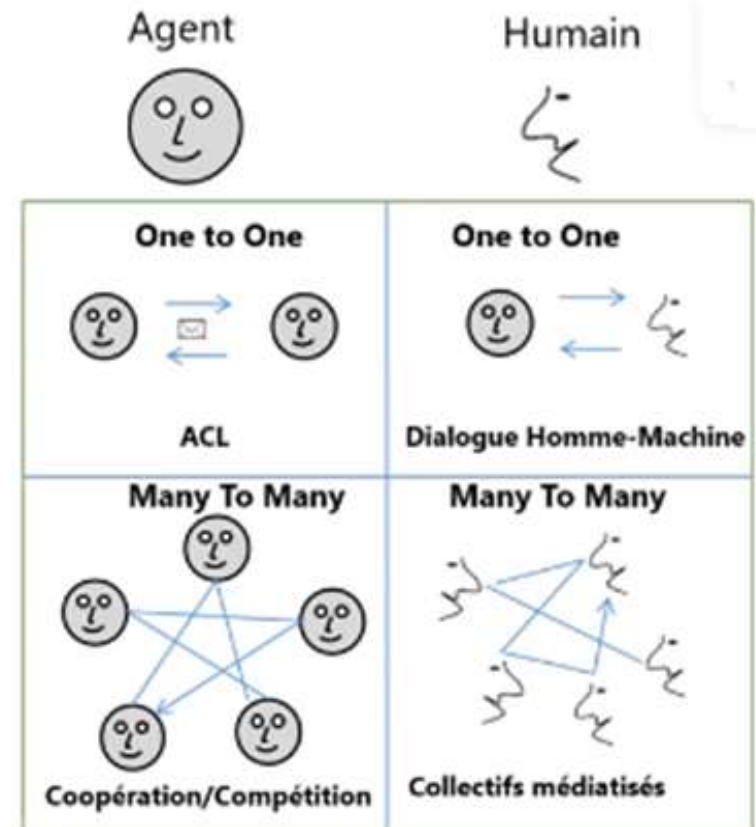 Agent
Humain
One to One
One to One
ACL
Dialogue Homme-Machine
Many To Many
Many To Many
Coopération/Compétition
Collectifs médiatisés